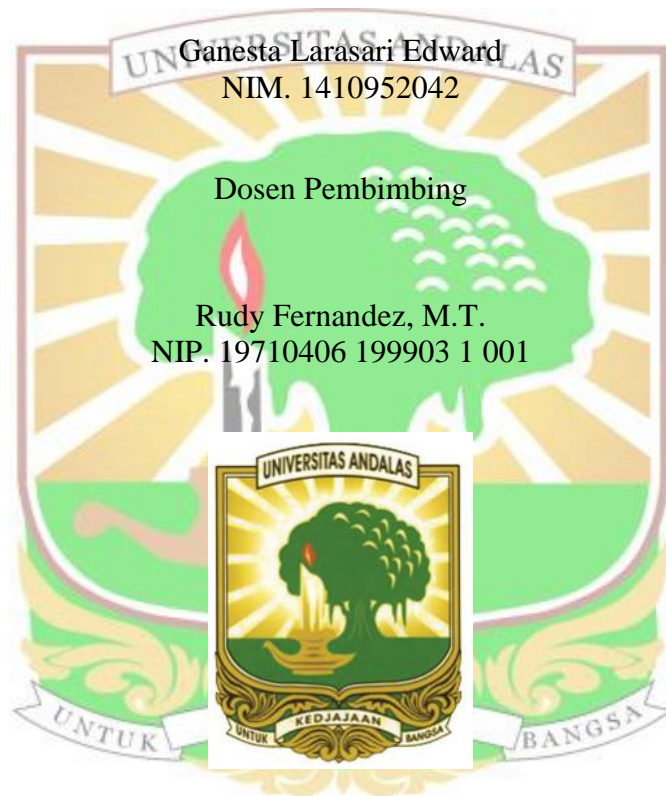 UNIVERSITAS ANDALAS
Ganesta Larasari Edward
NIM. 1410952042
Dosen Pembimbing
Rudy Fernandez, M.T.
NIP. 19710406 199903 1 001
UNIVERSITAS ANDALAS
UNTUK KEDJAJAAN BANGSA
UNTUK BANGSA